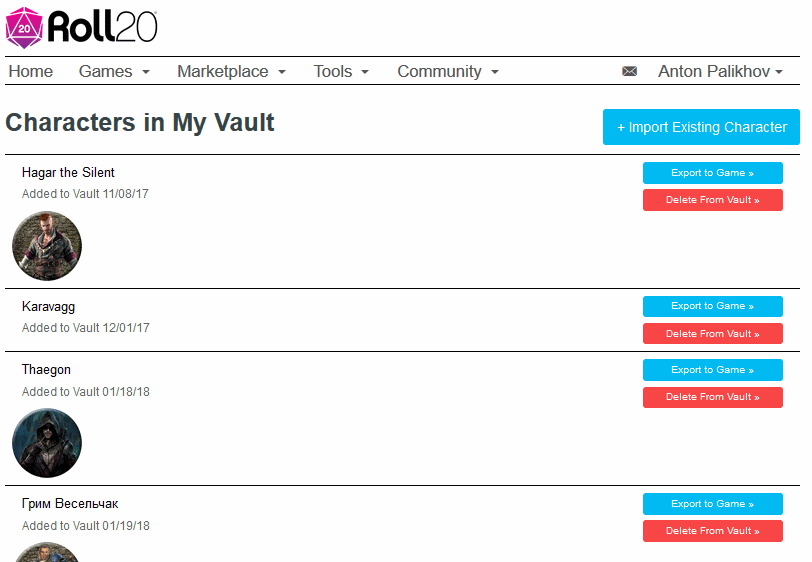 20 Roll20
Home Games Marketplace Tools Community Anton Palikhov
Characters in My Vault
+ Import Existing Character
Hagar the Silent
Export to Game »
Added to Vault 11/08/17
Delete From Vault »
Karavagg
Export to Game »
Added to Vault 12/01/17
Delete From Vault »
Thaegon
Export to Game »
Added to Vault 01/18/18
Delete From Vault »
Грим Весельчак
Export to Game »
Added to Vault 01/19/18
Delete From Vault »